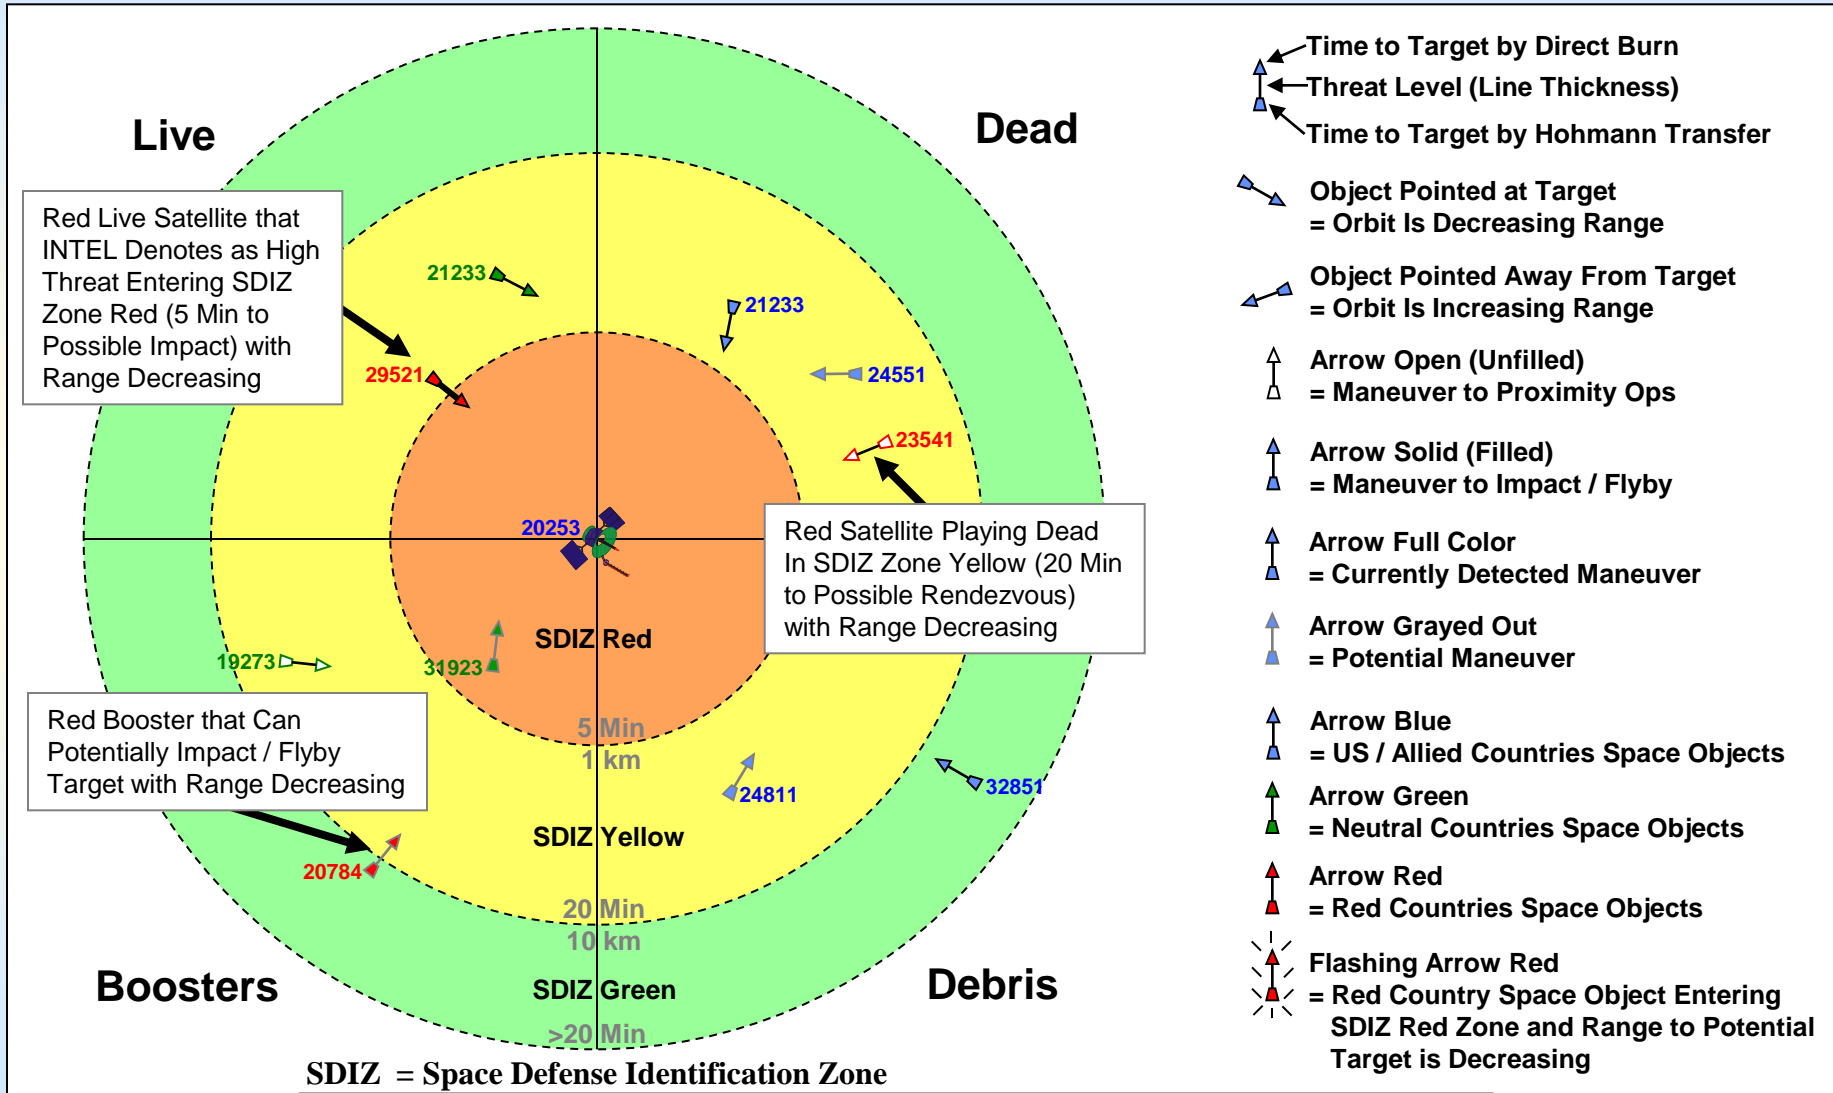 Live
Dead
Red Live Satellite that
INTEL Denotes as High
Threat Entering SDIZ
Zone Red (5 Min to
Possible Impact) with
Range Decreasing
21233
29521
21233
24551
23541
20253
Red Satellite Playing Dead
In SDIZ Zone Yellow (20 Min
to Possible Rendezvous)
with Range Decreasing
SDIZ Red
19273
31923
Red Booster that Can
Potentially Impact / Flyby
Target with Range Decreasing
5 Min
1 km
24811
32851
SDIZ Yellow
20784
20 Min
10 km
Boosters
Debris
SDIZ Green
>20 Min
SDIZ = Space Defense Identification Zone
Time to Target by Direct Burn
Threat Level (Line Thickness)
Time to Target by Hohmann Transfer
Object Pointed at Target
= Orbit Is Decreasing Range
Object Pointed Away From Target
= Orbit Is Increasing Range
Arrow Open (Unfilled)
= Maneuver to Proximity Ops
Arrow Solid (Filled)
= Maneuver to Impact / Flyby
Arrow Full Color
= Currently Detected Maneuver
Arrow Grayed Out
= Potential Maneuver
Arrow Blue
= US / Allied Countries Space Objects
Arrow Green
= Neutral Countries Space Objects
Arrow Red
= Red Countries Space Objects
Flashing Arrow Red
= Red Country Space Object Entering
SDIZ Red Zone and Range to Potential
Target is Decreasing